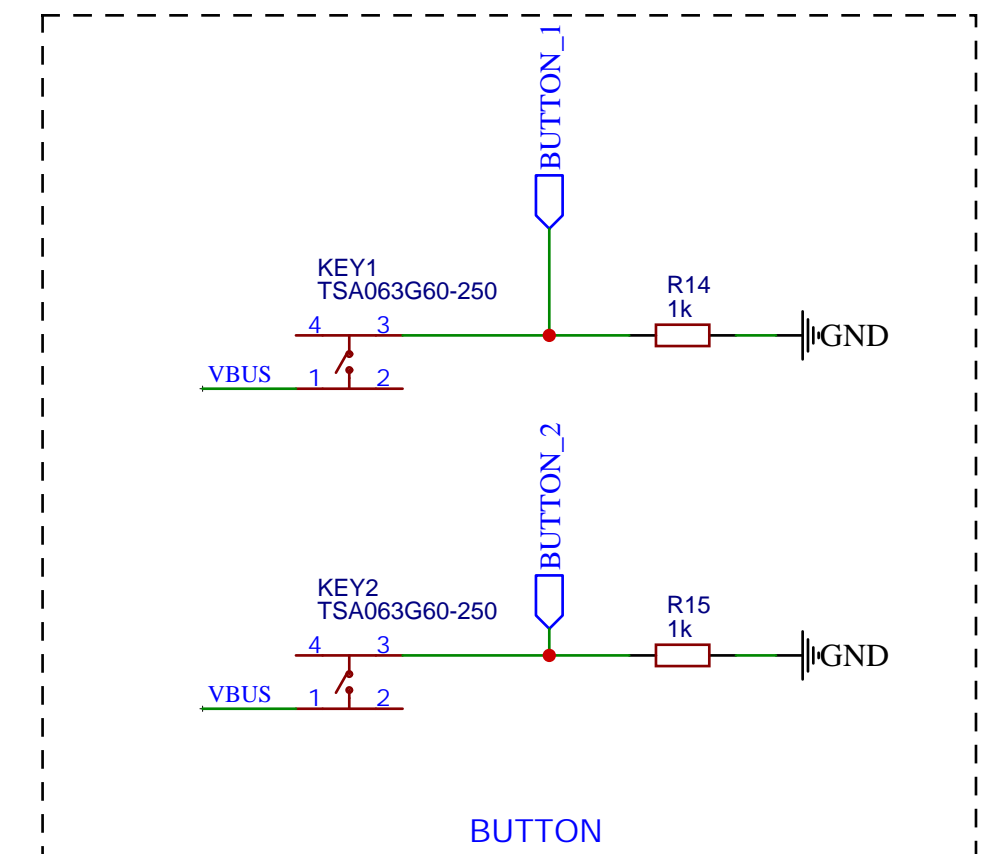 BUTTON_1
KEY1
TSA063G60-250
R14
1k
4 3
GND
VBUS 1 2
BUTTON_2
KEY2
TSA063G60-250
R15
1k
4 3
GND
VBUS 1 2
BUTTON